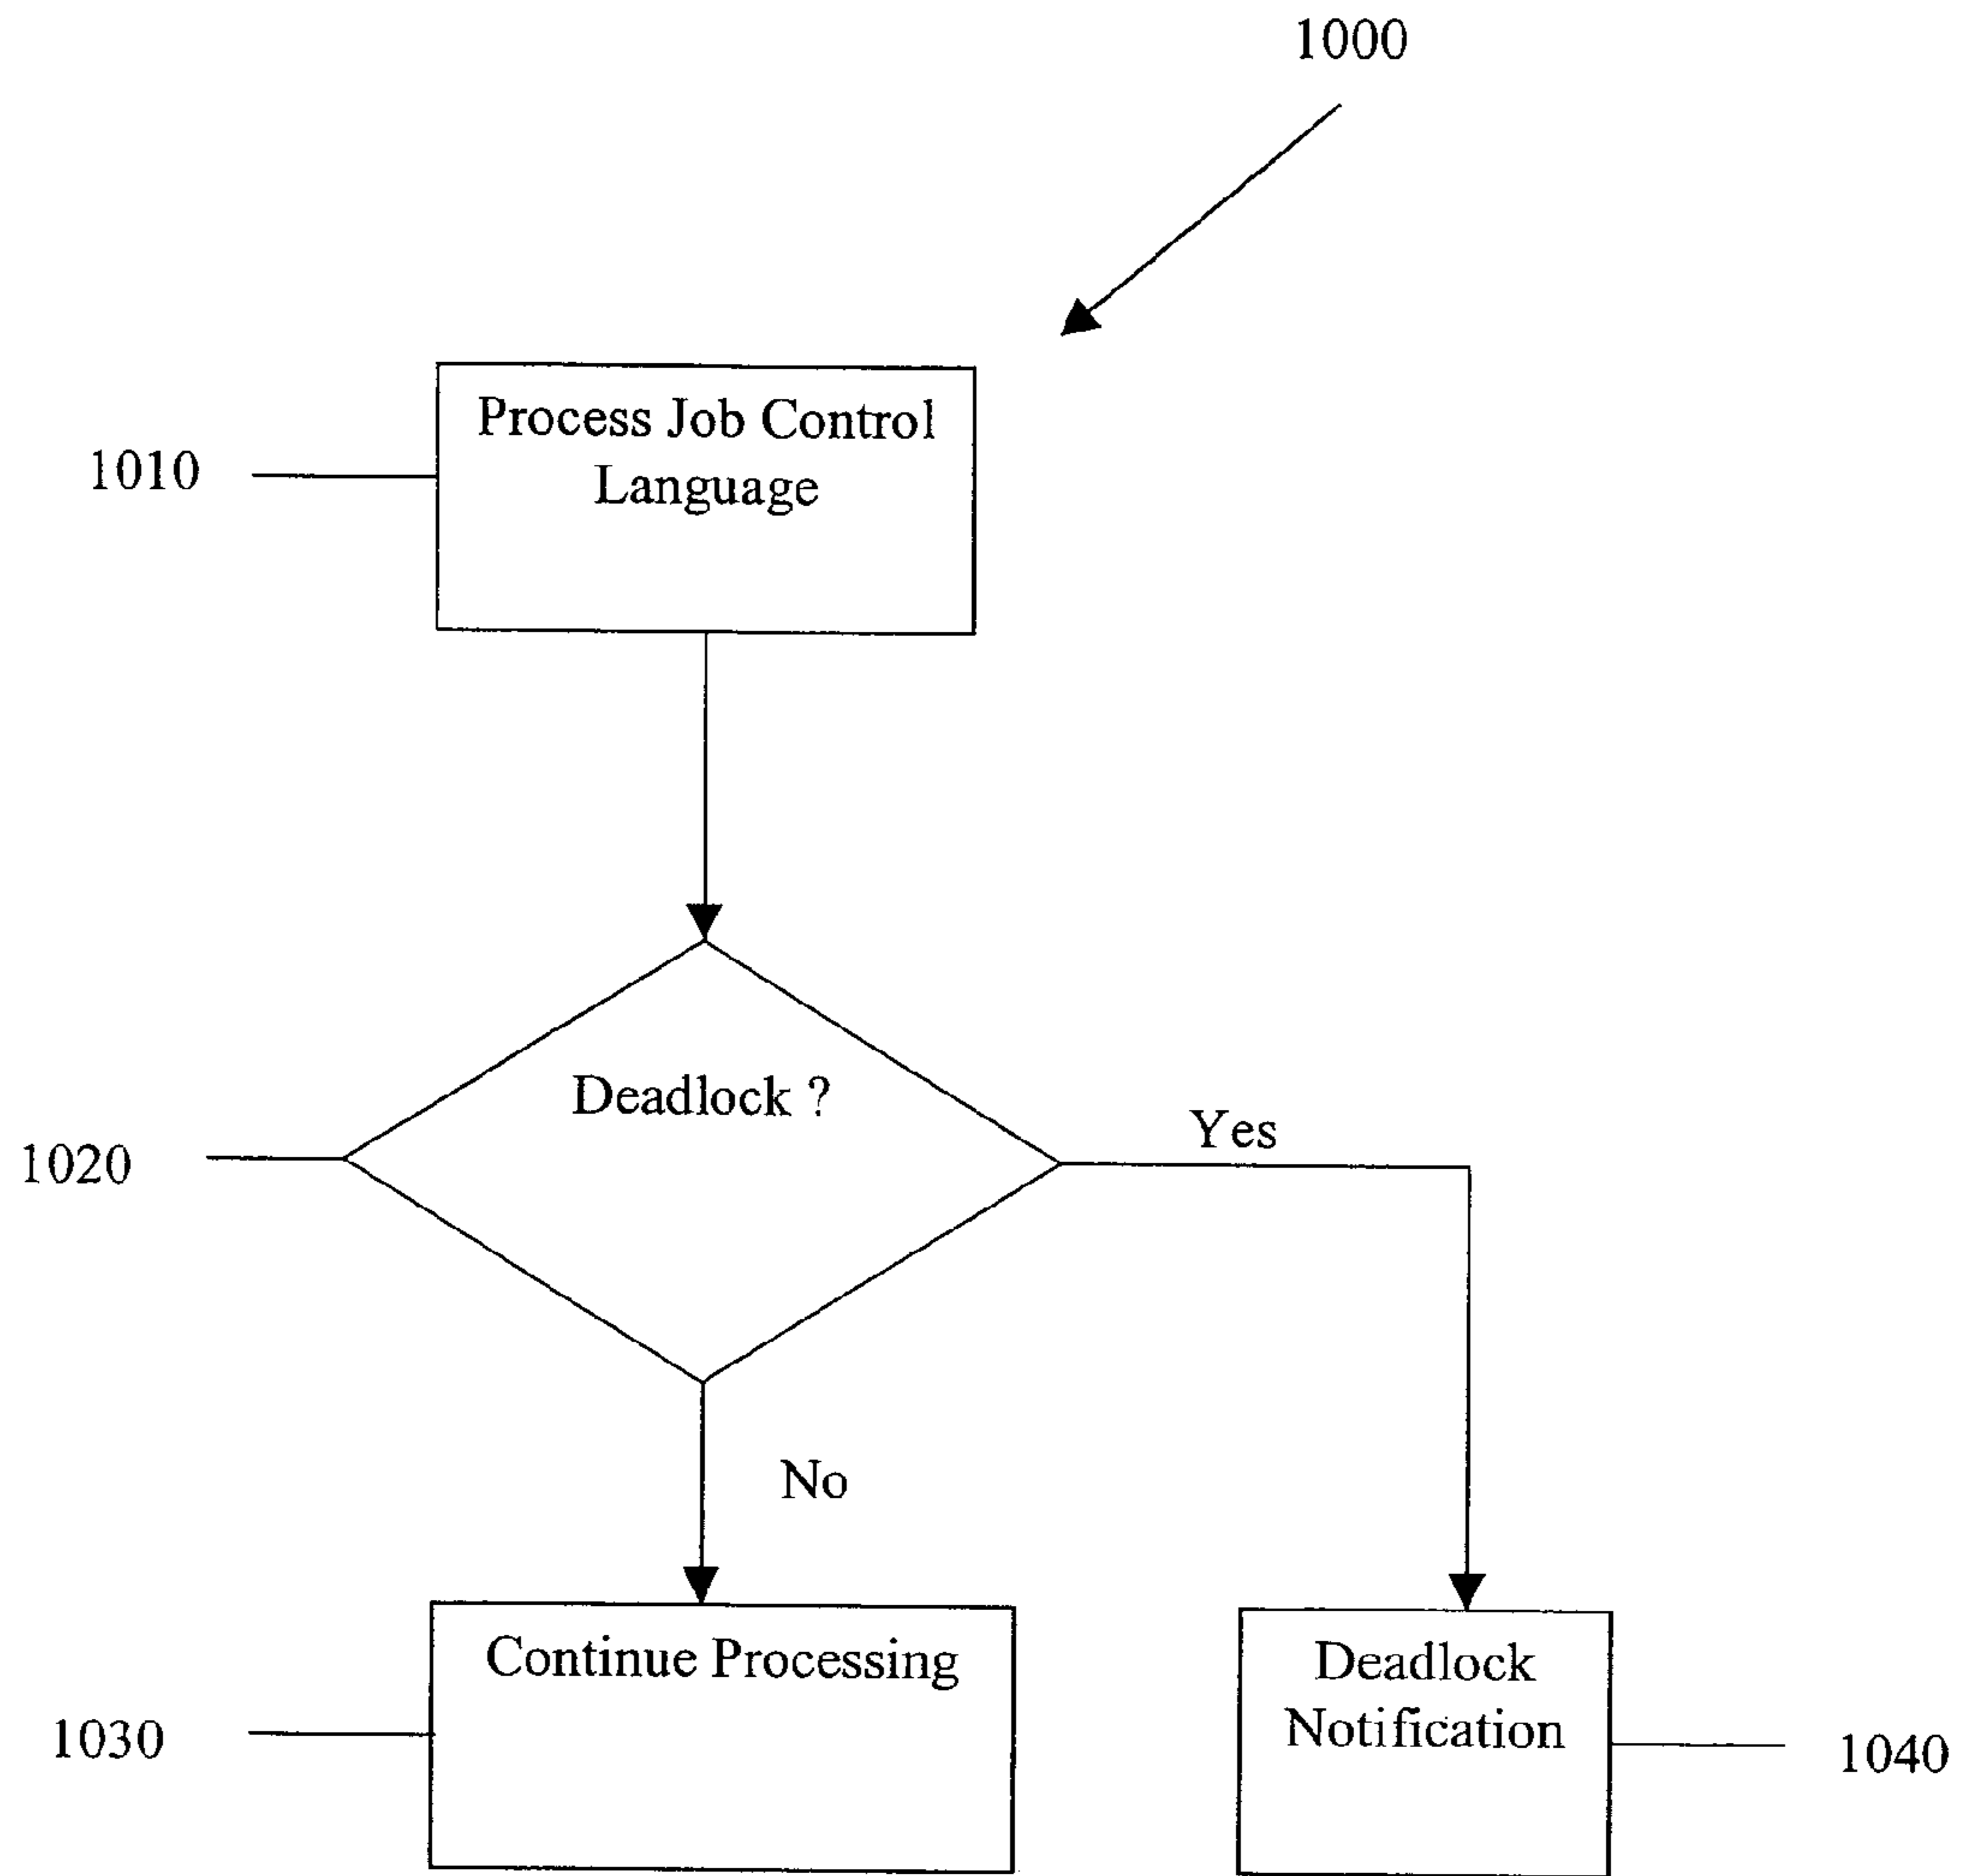 1000
Process Job Control
Language
1010
Deadlock ?
1020
Yes
No
Continue Processing
1030
Deadlock
Notification
1040